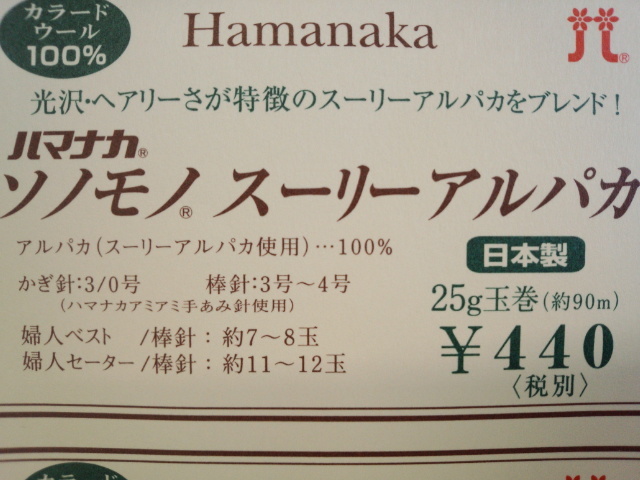 カラード
ウール
100%
Hamanaka
®
光沢・ヘアリーさが特徴のスーリーアルパカをブレンド！
ハマナカ®
ソノモノ® スーリーアルパカ
アルパカ（スーリーアルパカ使用）…100%
日本製
かぎ針：3/0号 棒針：3号～4号
（ハマナカアミアミ手あみ針使用）
25g玉巻（約90m）
婦人ベスト /棒針：約7～8玉
婦人セーター/棒針：約11～12玉
¥440
〈税別〉
カラード